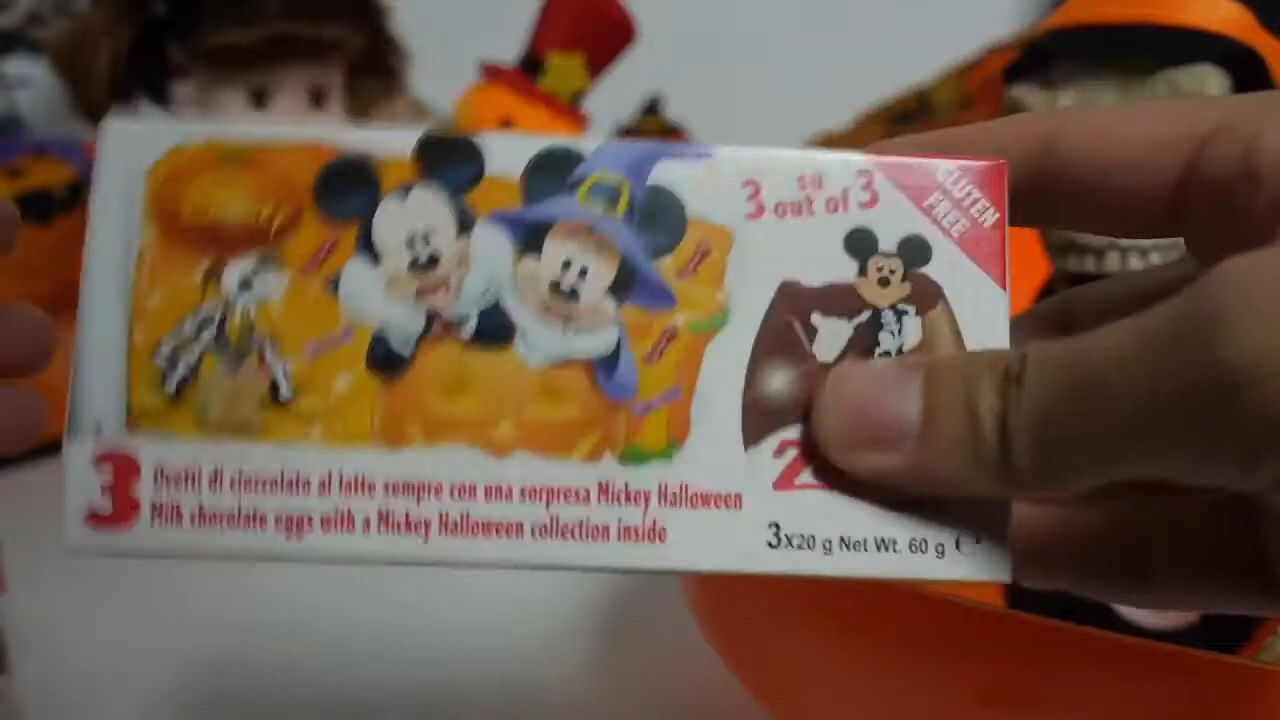 3 su out of 3
GLUTEN
FREE
3
Ovetti di cioccolato al latte sempre con una sorpresa Mickey Halloween
Milk chocolate eggs with a Mickey Halloween collection inside
3x20 g Net Wt. 60 g